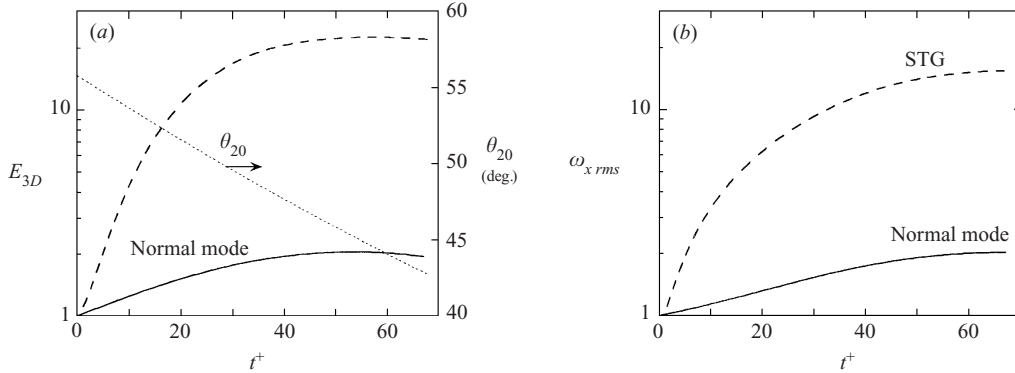 (a)
60
55
50
45
40
θ20
(deg.)
10
1
E3D
θ20
Normal mode
0 20 40 60
t+
(b)
STG
Normal mode
10
1
ωx rms
0 20 40 60
t+